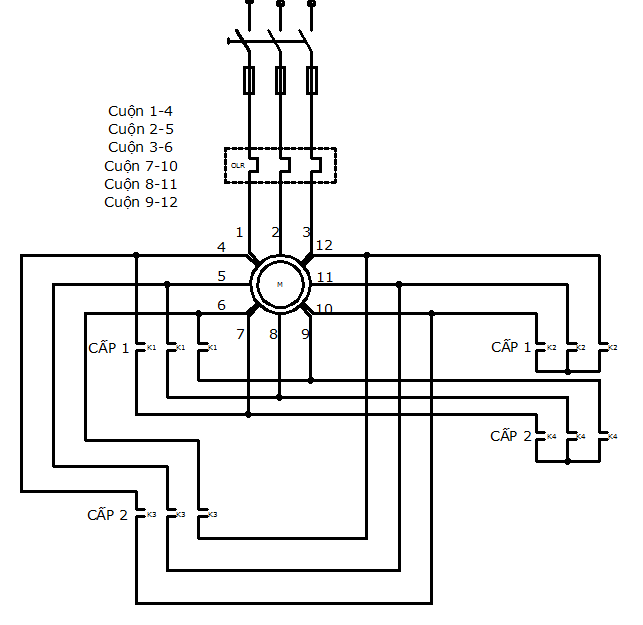 Cuộn 1-4
Cuộn 2-5
Cuộn 3-6
Cuộn 7-10
Cuộn 8-11
Cuộn 9-12
OLR
1 2 3
4 12
5 M 11
6 10
7 8 9
CẤP 1 K1 K1 K1
CẤP 1 K2 K2 K2
CẤP 2 K4 K4 K4
CẤP 2 K3 K3 K3